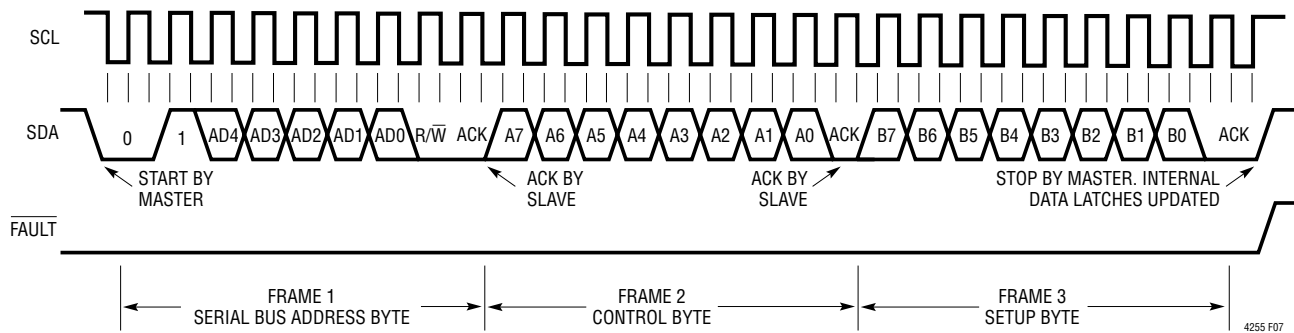 SCL
SDA 0 1 AD4 AD3 AD2 AD1 AD0 R/W̅ ACK A7 A6 A5 A4 A3 A2 A1 A0 ACK B7 B6 B5 B4 B3 B2 B1 B0 ACK
START BY
MASTER
ACK BY
SLAVE
ACK BY
SLAVE
STOP BY MASTER. INTERNAL
DATA LATCHES UPDATED
F̅A̅U̅L̅T̅
FRAME 1
SERIAL BUS ADDRESS BYTE
FRAME 2
CONTROL BYTE
FRAME 3
SETUP BYTE
4255 F07